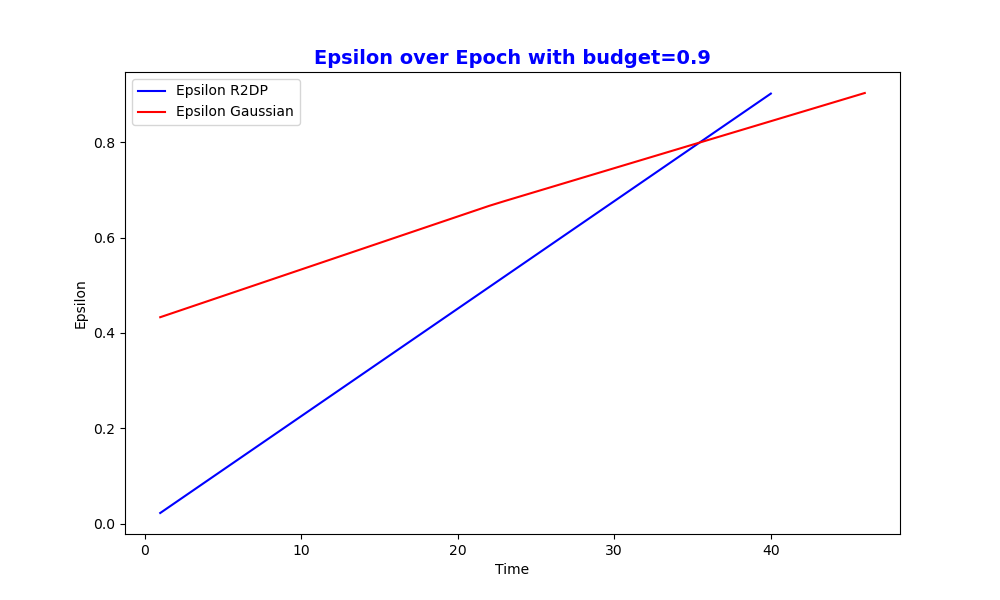 Epsilon over Epoch with budget=0.9
Epsilon R2DP
Epsilon Gaussian
Epsilon
0.8
0.6
0.4
0.2
0.0
0 10 20 30 40
Time